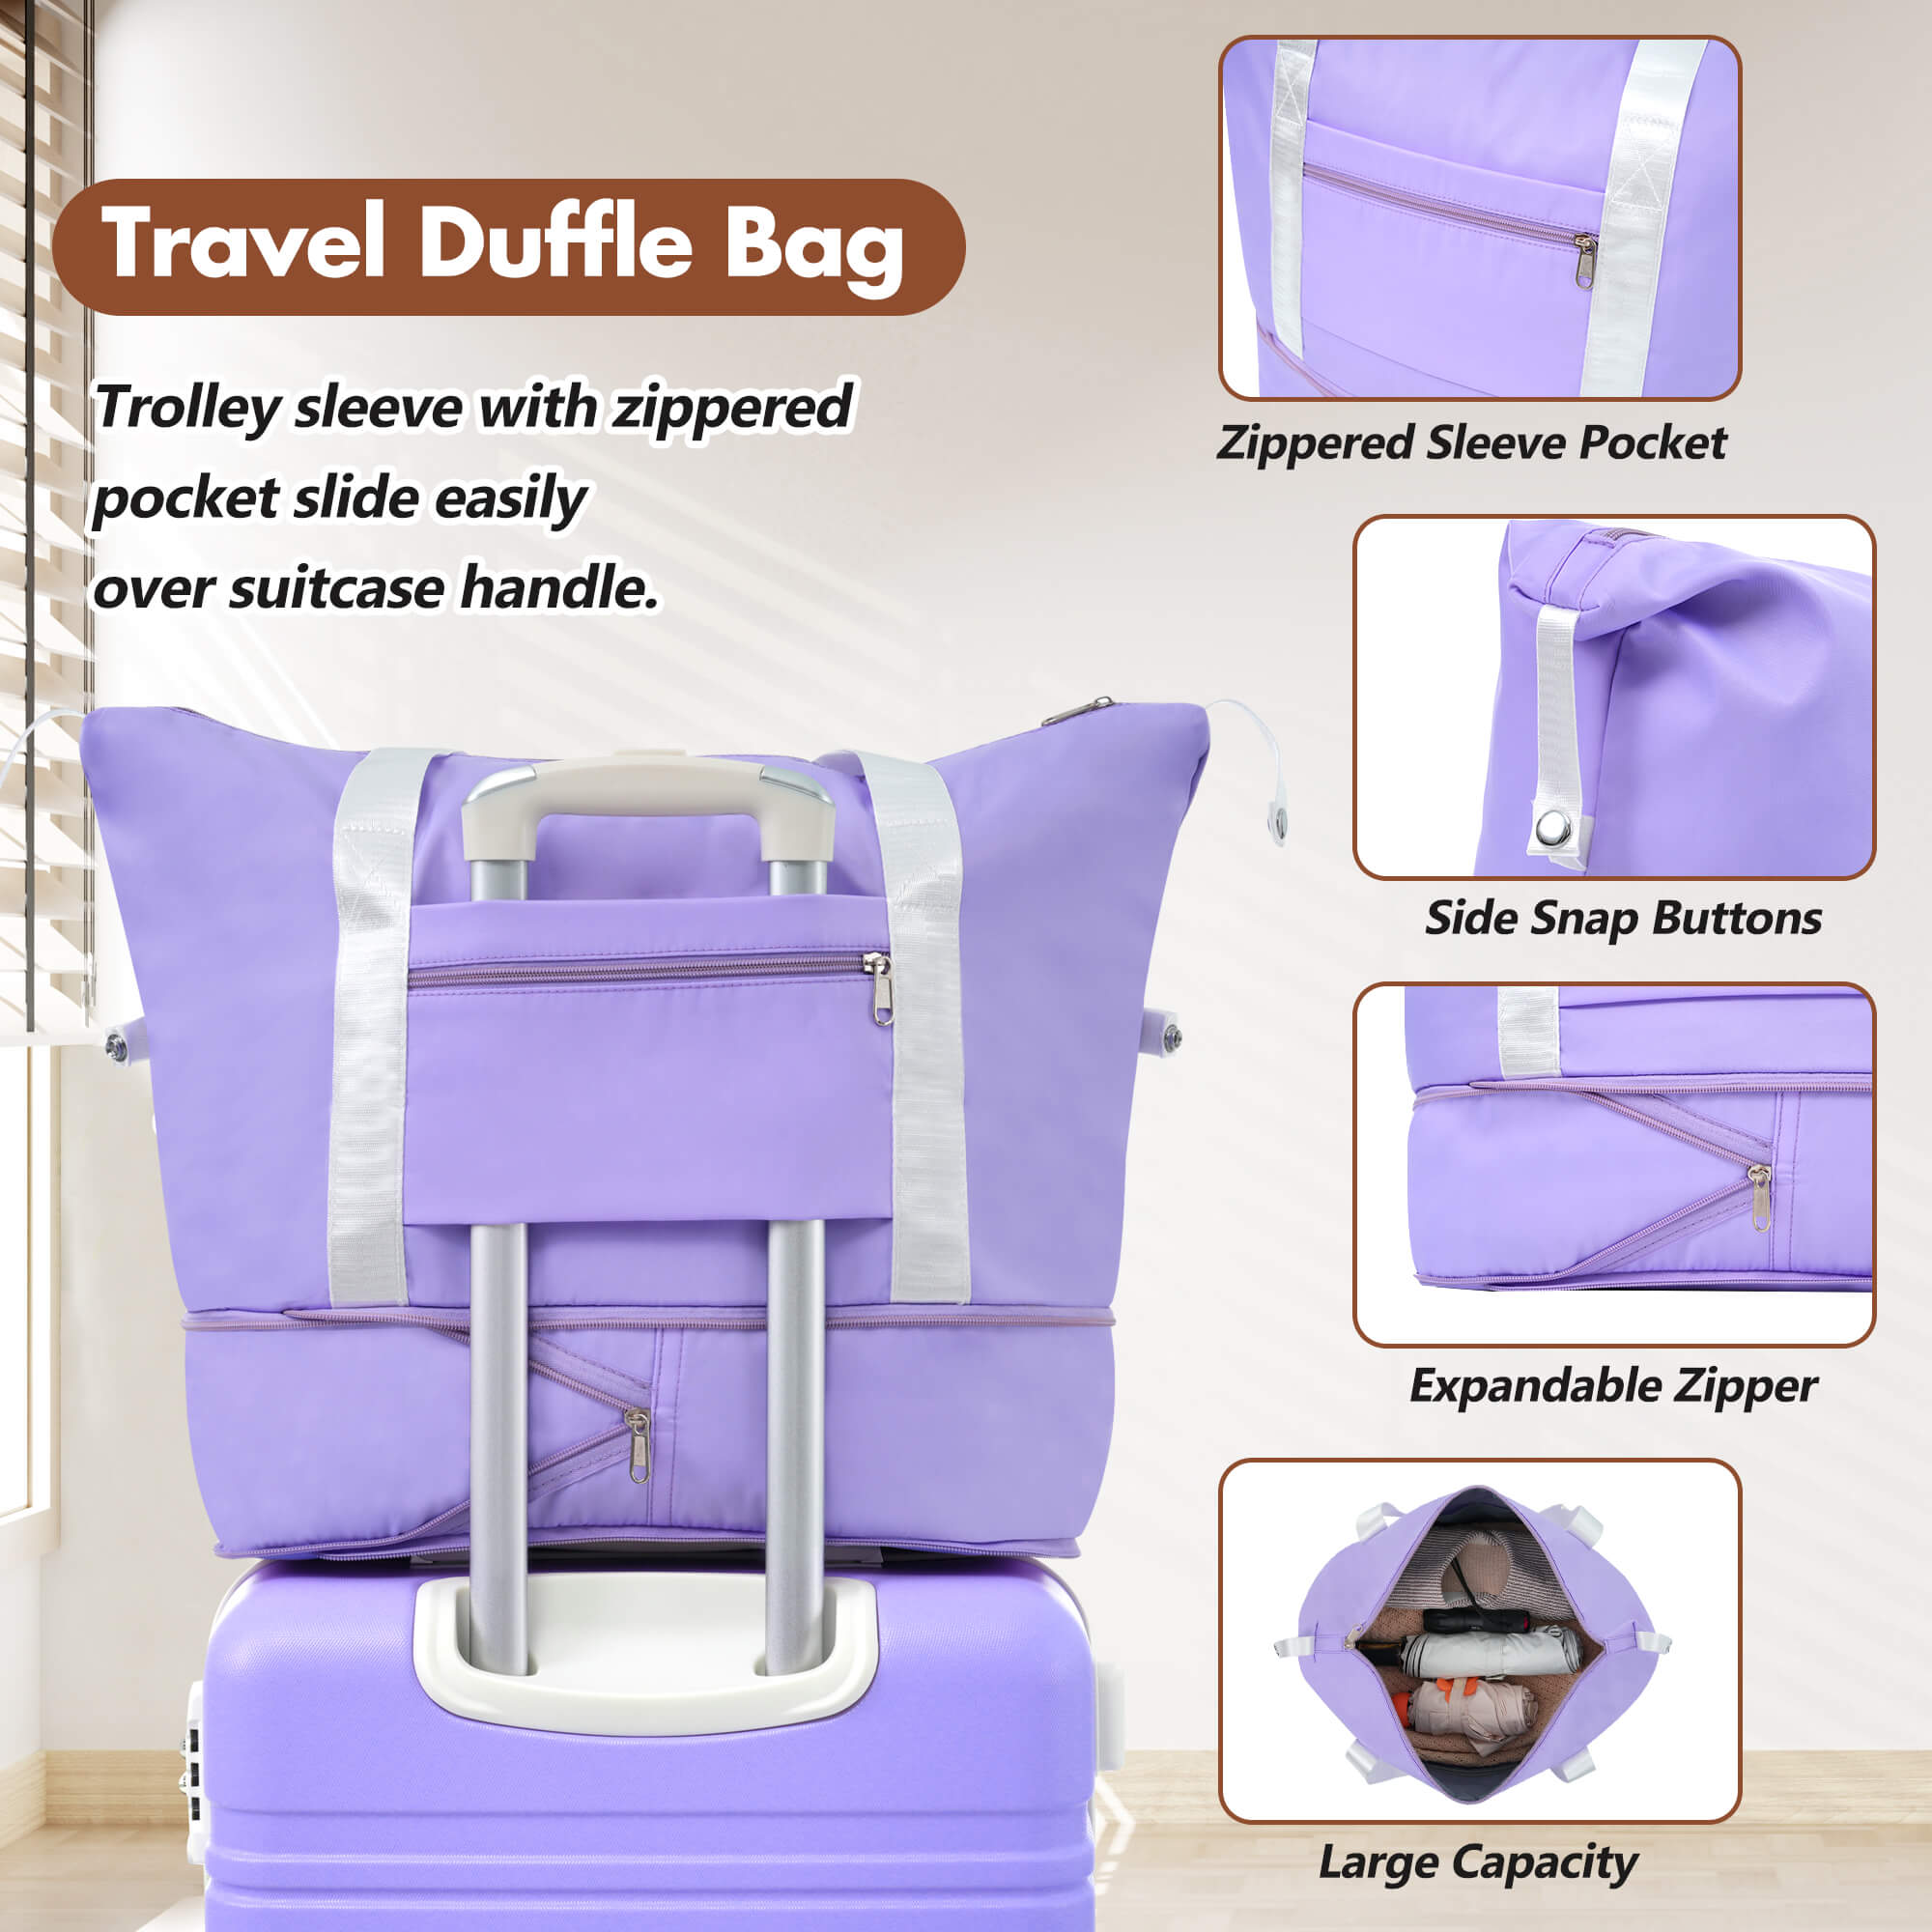 Travel Duffle Bag
Trolley sleeve with zippered
pocket slide easily
over suitcase handle.
Zippered Sleeve Pocket
Side Snap Buttons
Expandable Zipper
Large Capacity